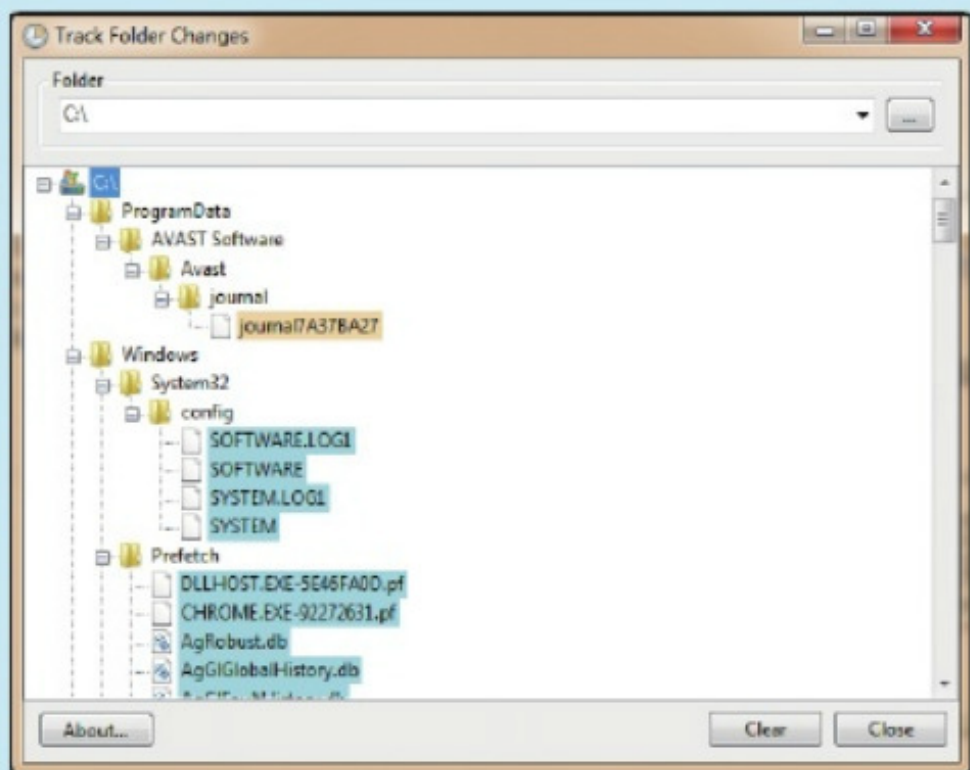 Track Folder Changes
Folder
C:\
...
C:\
ProgramData
AVAST Software
Avast
journal
journal7A37BA27
Windows
System32
config
SOFTWARE.LOG1
SOFTWARE
SYSTEM.LOG1
SYSTEM
Prefetch
DLLHOST.EXE-5E46FA0D.pf
CHROME.EXE-92272631.pf
AgRobust.db
AgGlGlobalHistory.db
About... Clear Close